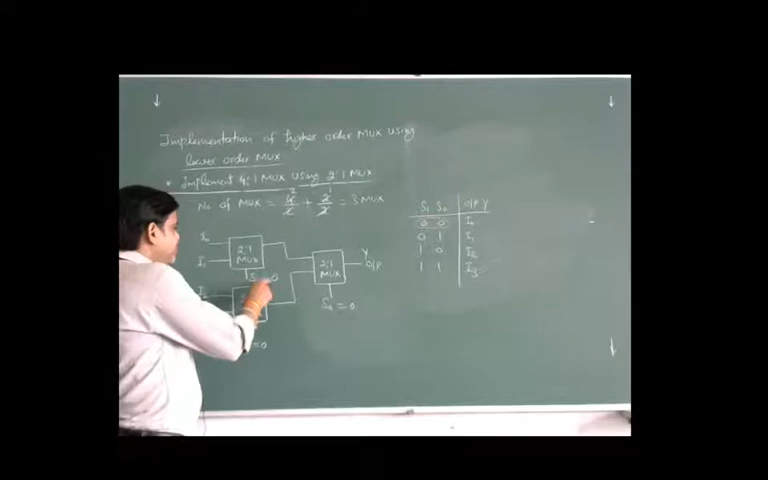 Implementation of higher order MUX using
lower order MUX
* Implement 4:1 MUX using 2:1 MUX
No of MUX = 4/2 + 2/2 = 3 MUX
S₁ S₀ O/P Y
0 0 I₀
0 1 I₁
1 0 I₂
1 1 I₃
I₀
I₁
2:1
MUX
2:1
MUX
Y
O/P
S₀ = 0
= 0